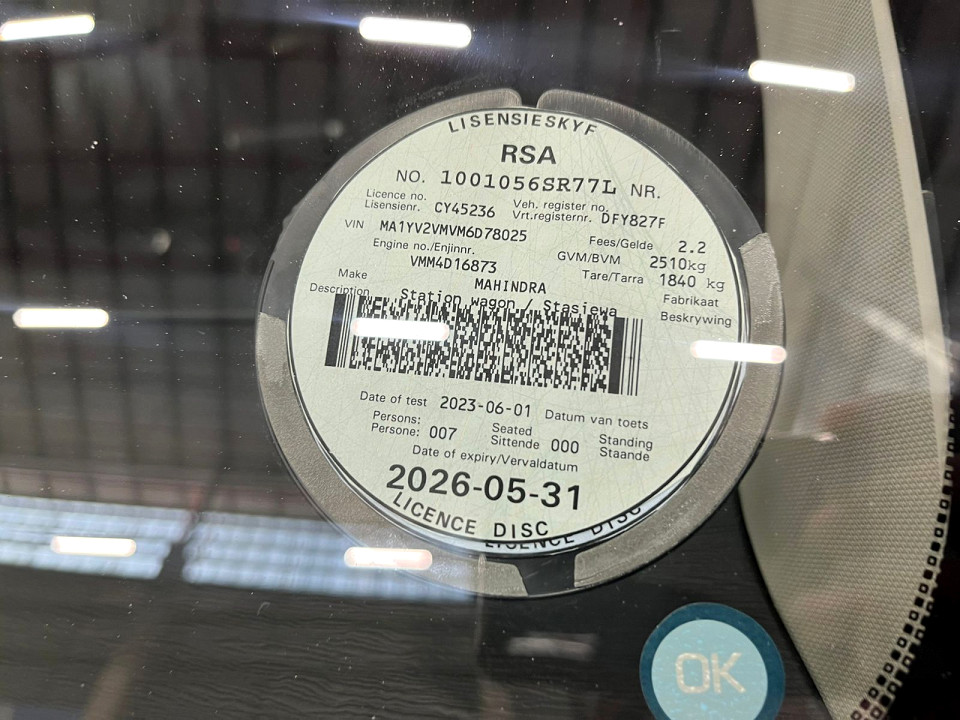 LISENSIESKYF
RSA
NO. 1001056SR77L NR.
Licence no. Lisensienr. CY45236 Veh. register no. Vrt.registernr. DFY827F
VIN MA1YV2VMVM6D78025 Fees/Gelde 2.2
Engine no./Enjinnr. VMM4D16873 GVM/BVM 2510kg
Tare/Tarra 1840 kg
Make MAHINDRA Fabrikaat
Description Station wagon / Stasiewa Beskrywing
Date of test 2023-06-01 Datum van toets
Persons: Persone: 007 Seated Sittende 000 Standing Staande
Date of expiry/Vervaldatum
2026-05-31
LICENCE DISC
LICENCE DISC
OK